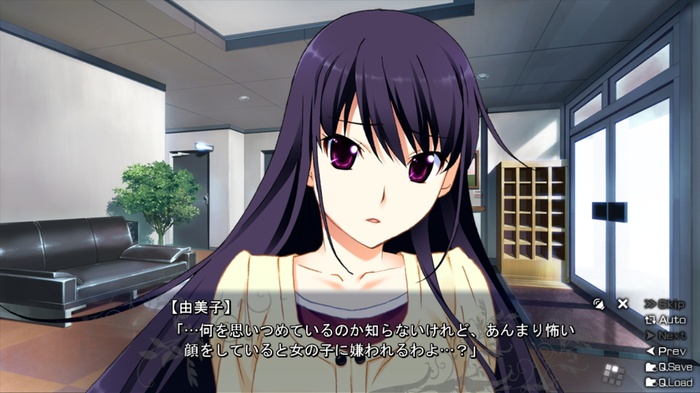 【由美子】
「…何を思いつめているのか知らないけれど、あんまり怖い
顔をしていると女の子に嫌われるわよ…？」
Skip
Auto
Next
Prev
Q.Save
Q.Load